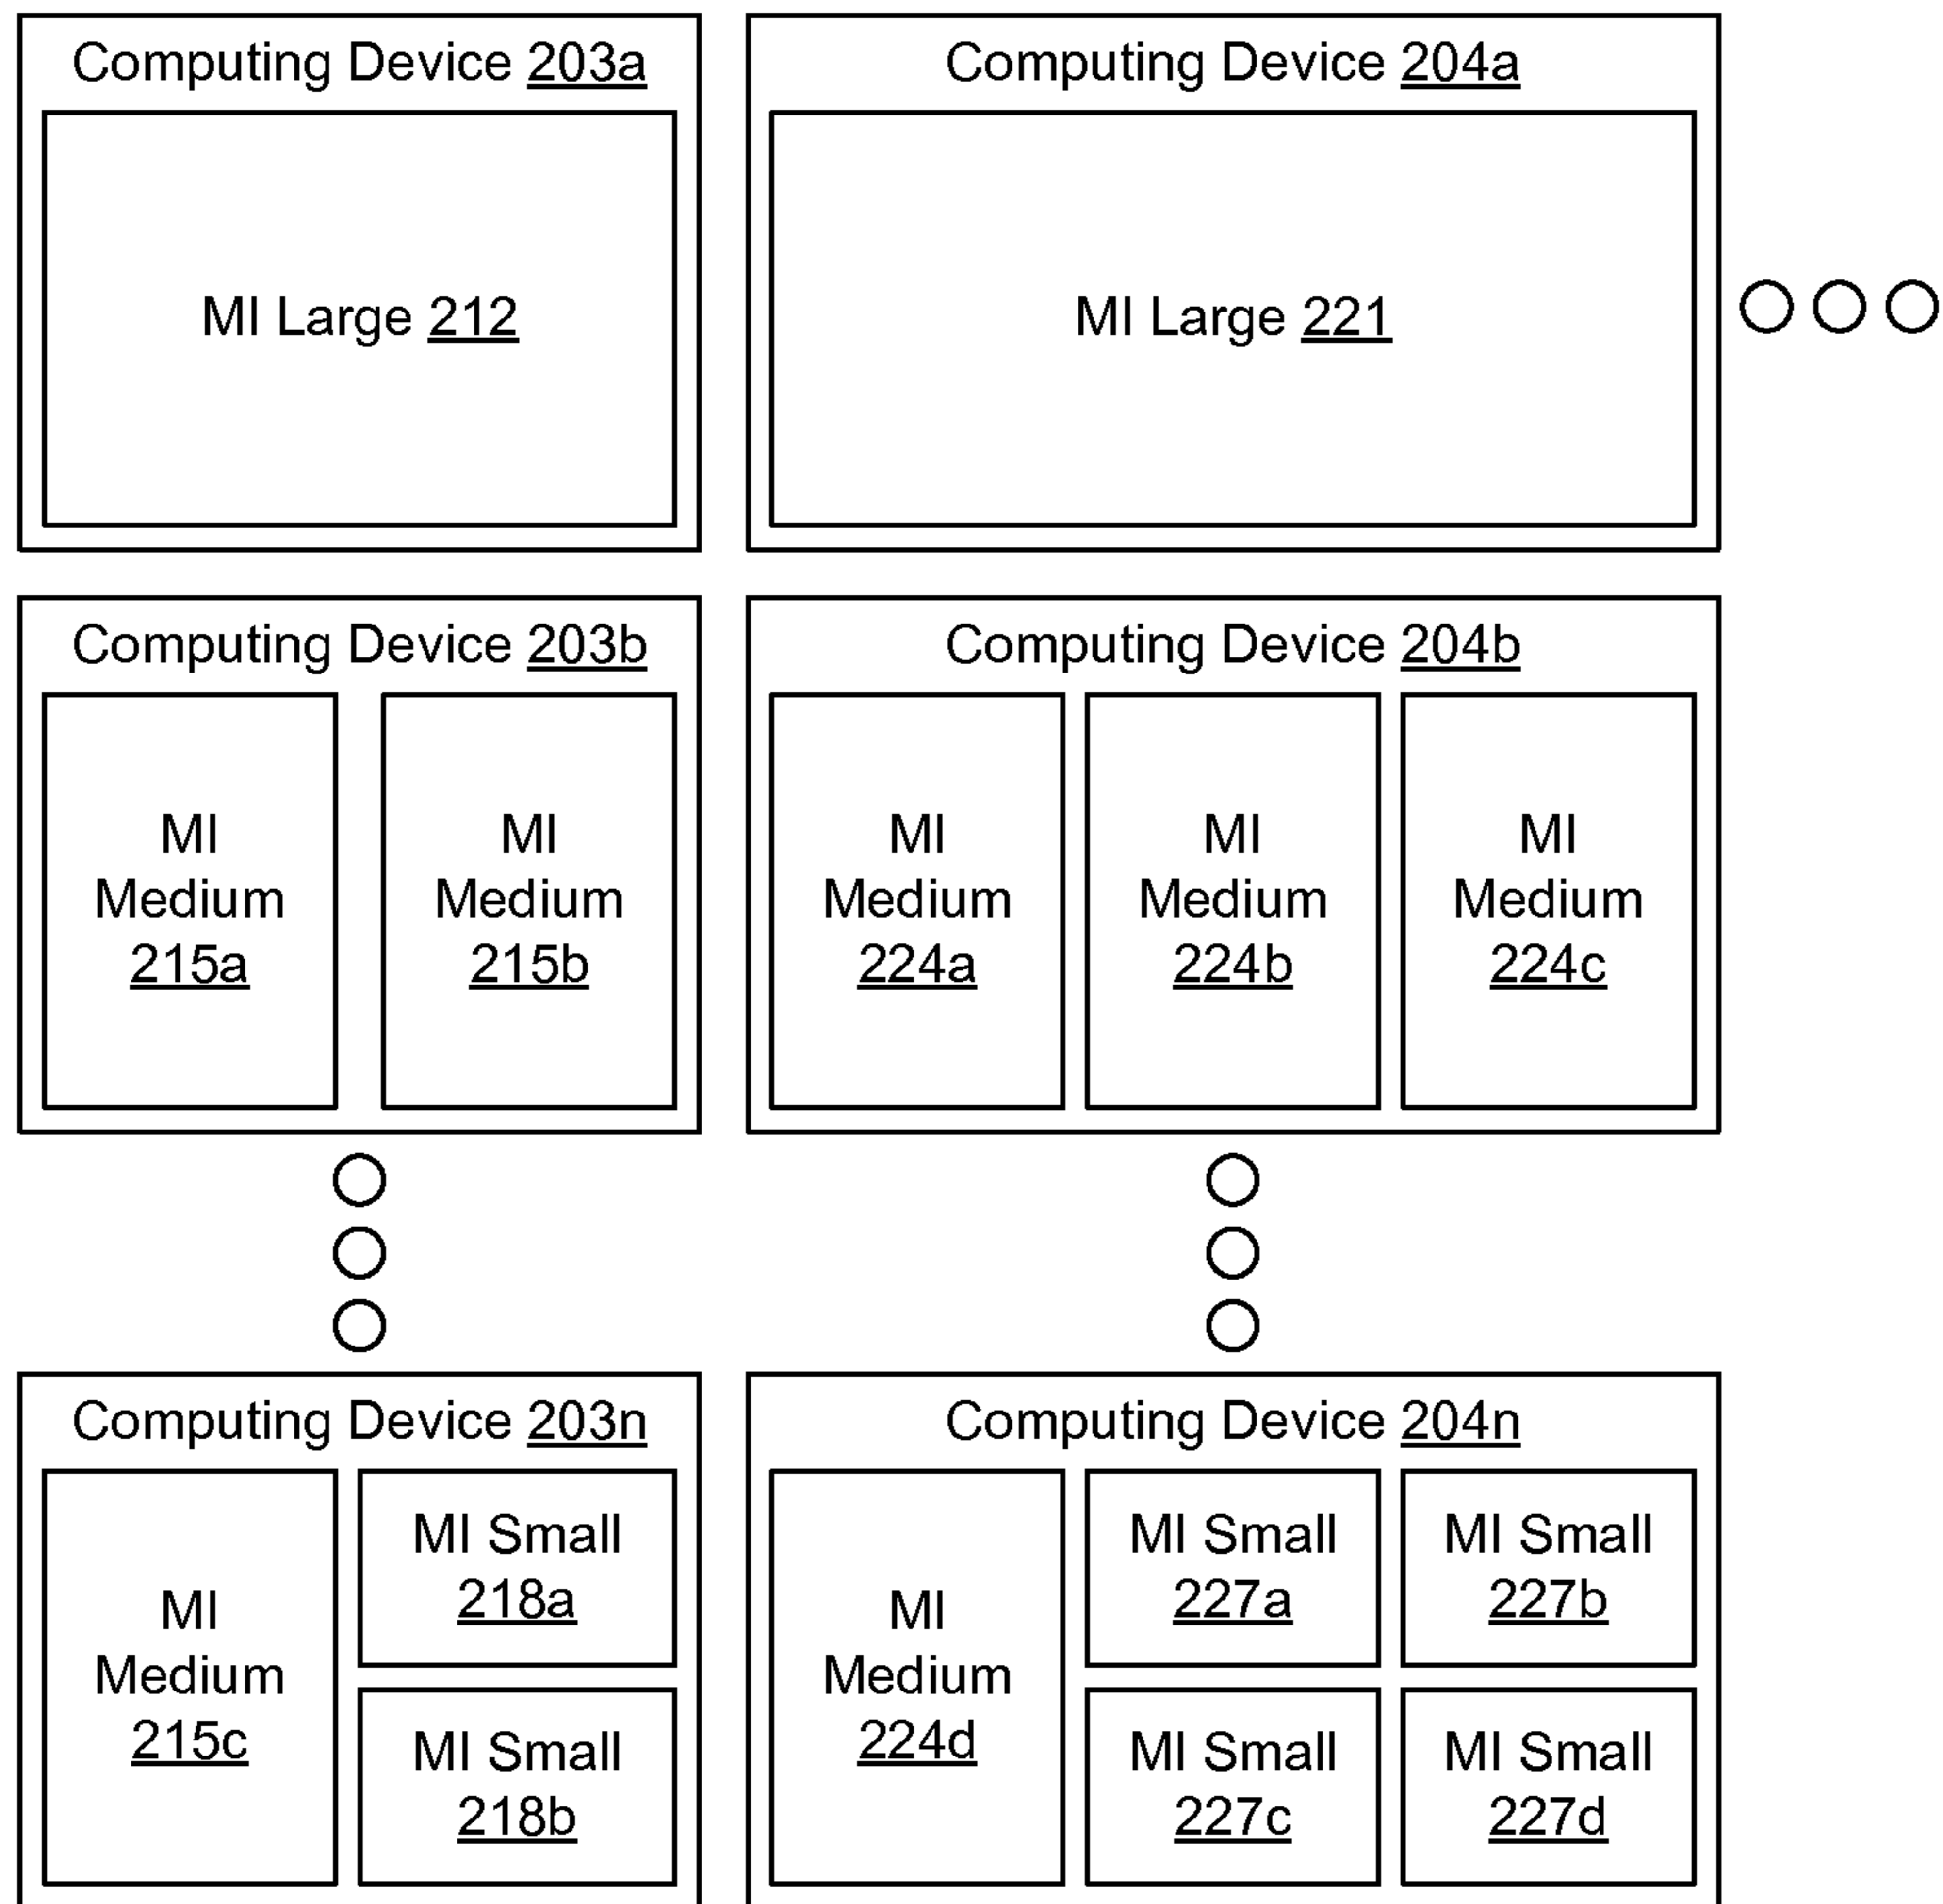 Computing Device 203a
MI Large 212
Computing Device 204a
MI Large 221
Computing Device 203b
MI
Medium
215a
MI
Medium
215b
Computing Device 204b
MI
Medium
224a
MI
Medium
224b
MI
Medium
224c
Computing Device 203n
MI
Medium
215c
MI Small
218a
MI Small
218b
Computing Device 204n
MI
Medium
224d
MI Small
227a
MI Small
227b
MI Small
227c
MI Small
227d